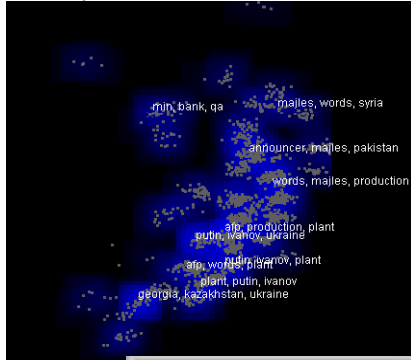 majles, words, syria
min, bank, qa
announcer, majles, pakistan
words, majles, production
afp, production, plant
putin, ivanov, ukraine
putin, ivanov, plant
afp, words, plant
plant, putin, ivanov
georgia, kazakhstan, ukraine